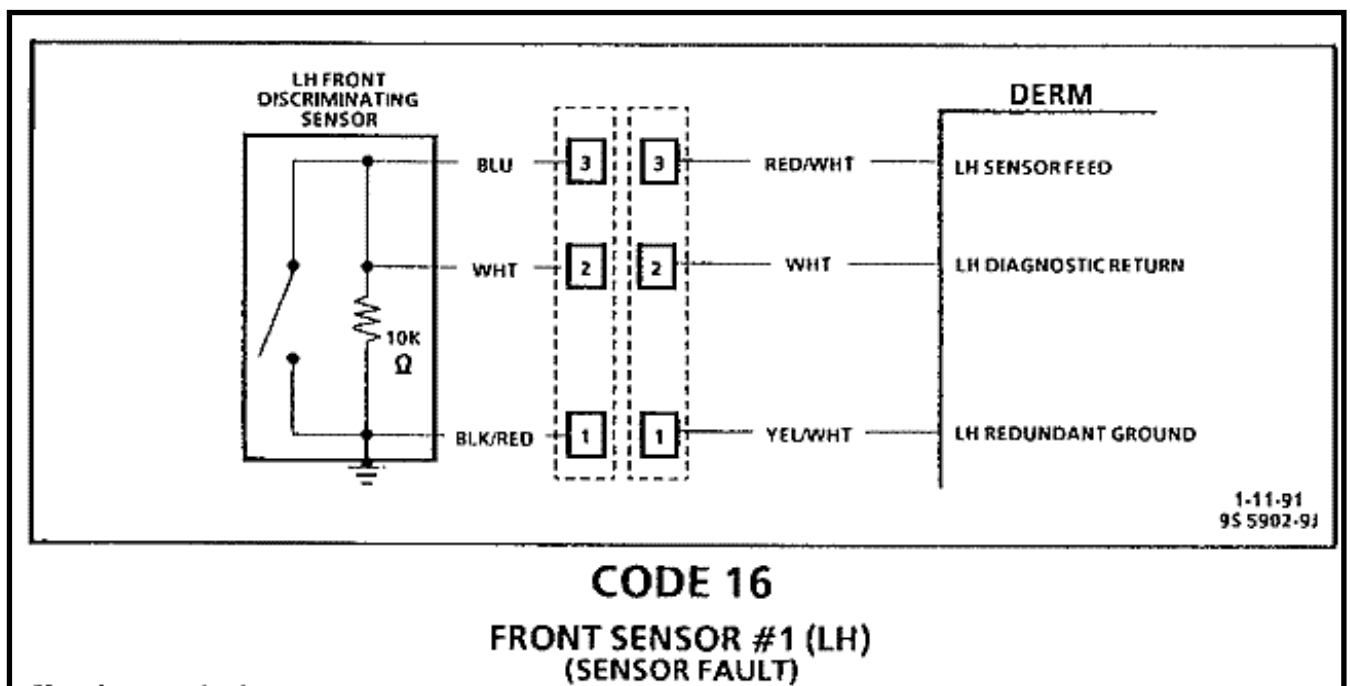 LH FRONT
DISCRIMINATING
SENSOR
DERM
BLU 3 3 RED/WHT LH SENSOR FEED
WHT 2 2 WHT LH DIAGNOSTIC RETURN
10K
Ω
BLK/RED 1 1 YEL/WHT LH REDUNDANT GROUND
1-11-91
9S 5902-9J
CODE 16
FRONT SENSOR #1 (LH)
(SENSOR FAULT)